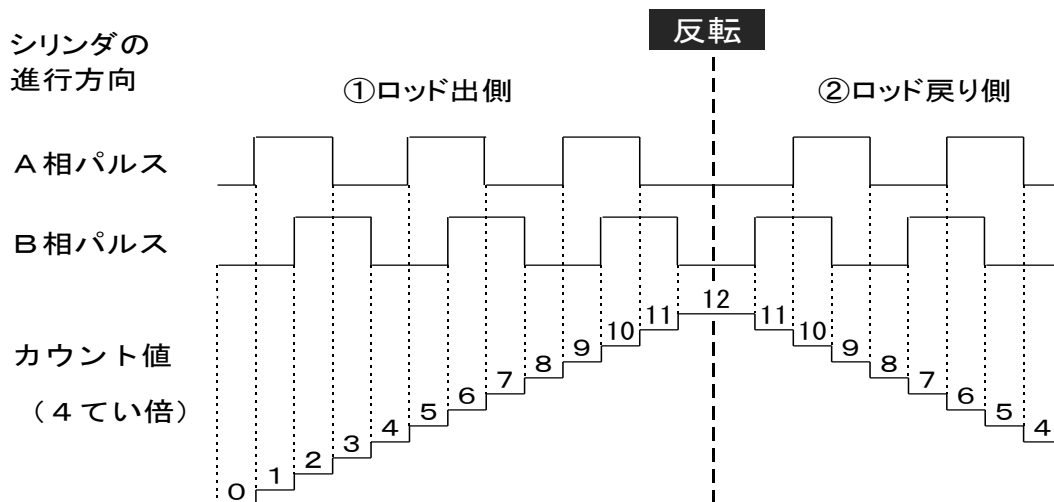 反転
シリンダの
進行方向
①ロッド出側
②ロッド戻り側
A相パルス
B相パルス
カウント値
(4てい倍)
0
1
2
3
4
5
6
7
8
9
10
11
12
11
10
9
8
7
6
5
4